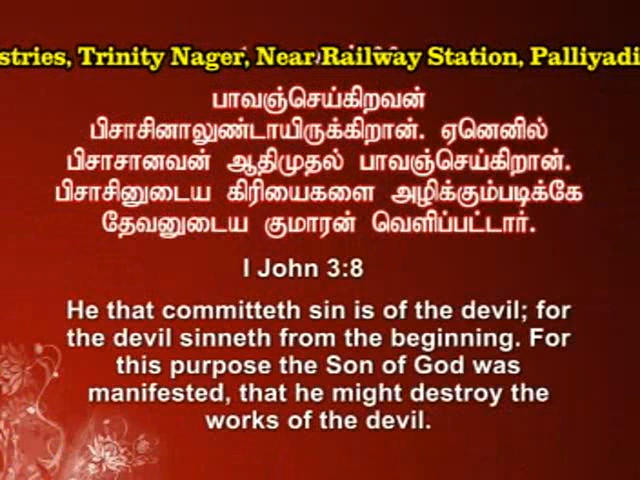 stries, Trinity Nager, Near Railway Station, Palliyadi
பாவஞ்செய்கிறவன்
பிசாசினாலுண்டாயிருக்கிறான். ஏனெனில்
பிசாசானவன் ஆதிமுதல் பாவஞ்செய்கிறான்.
பிசாசினுடைய கிரியைகளை அழிக்கும்படிக்கே
தேவனுடைய குமாரன் வெளிப்பட்டார்.
I John 3:8
He that committeth sin is of the devil; for
the devil sinneth from the beginning. For
this purpose the Son of God was
manifested, that he might destroy the
works of the devil.